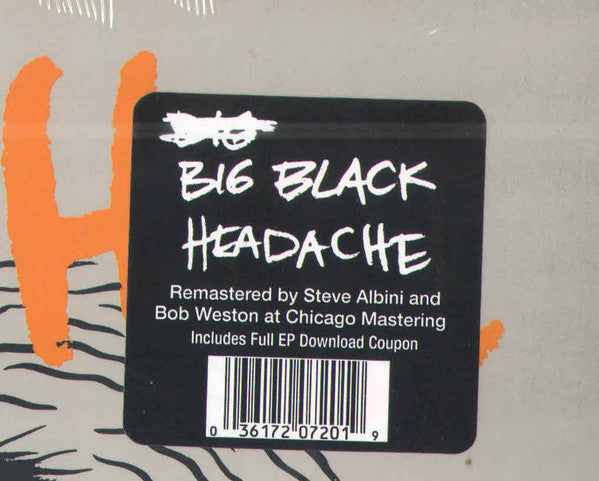 H
BIG
BIG BLACK
HEADACHE
Remastered by Steve Albini and
Bob Weston at Chicago Mastering
Includes Full EP Download Coupon
0 36172 07201 9